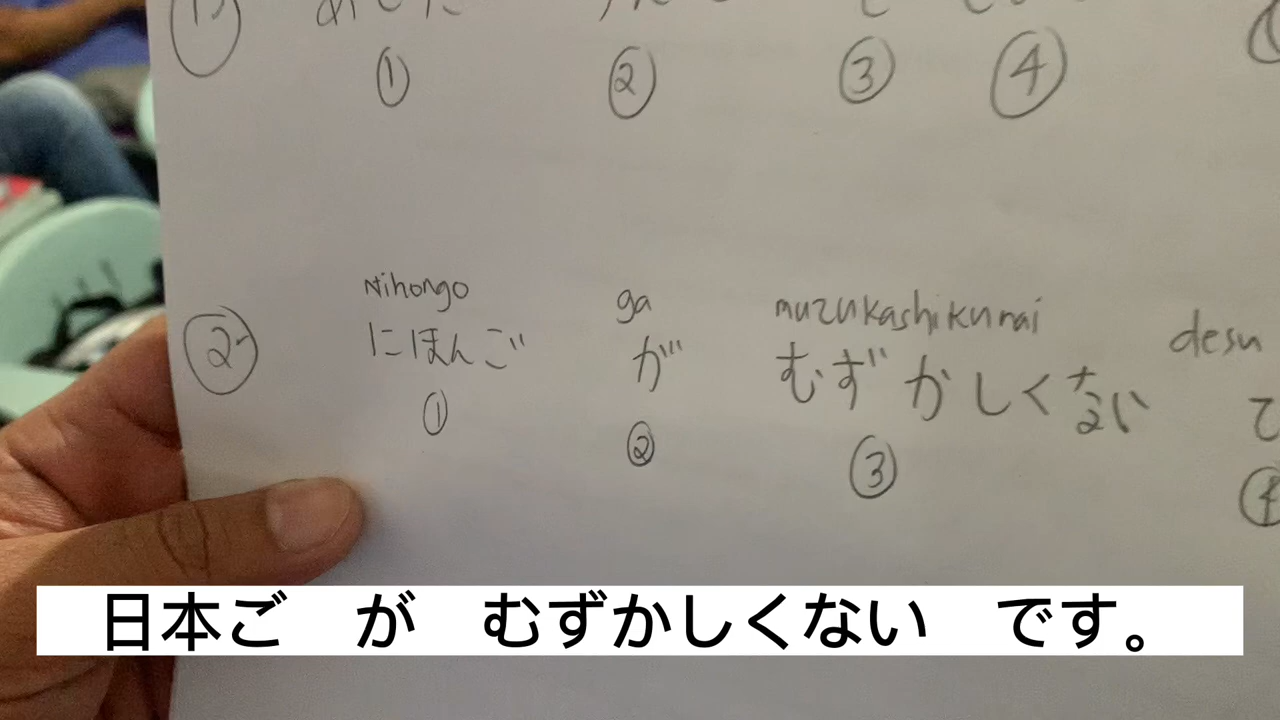 ① ② ③ ④
Nihongo ga muzukashikunai desu
② にほんご が むずかしくない
① ② ③
日本ご が むずかしくない です。